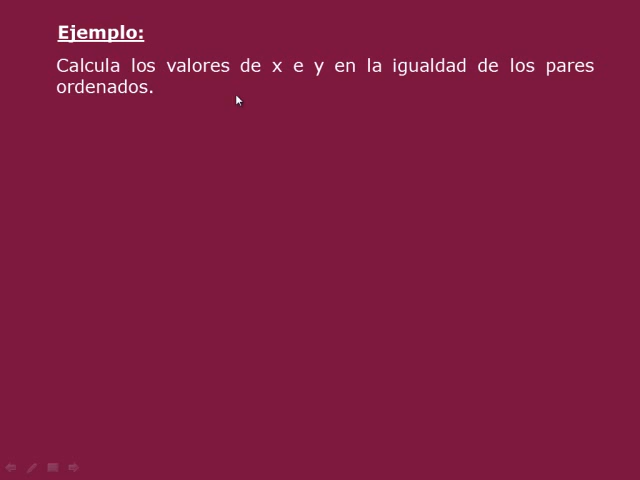 Ejemplo:
Calcula los valores de x e y en la igualdad de los pares
ordenados.